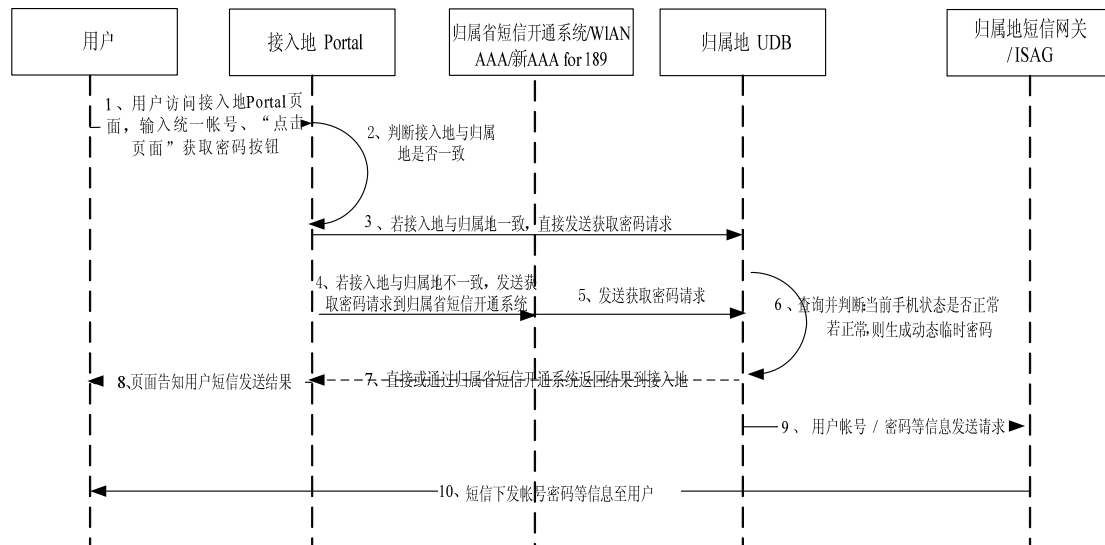 用户
接入地 Portal
归属省短信开通系统/WlAN
AAA/新AAA for 189
归属地 UDB
归属地短信网关
/ISAG
1、用户访问接入地Portal页
面，输入统一帐号、“点击
页面”获取密码按钮
2、判断接入地与归属
地是否一致
3 、若接入地与归属地一致，直接发送获取密码请求
4、若接入地与归属地不一致，发送获
取密码请求到归属省短信开通系统
5、发送获取密码请求
6、查询并判断:当前手机状态是否正常
若正常,则生成动态临时密码
7、直接或通过归属省短信开通系统返回结果到接入地
8、页面告知用户短信发送结果
9 、 用户帐号 / 密码等信息发送请求
10、短信下发帐号密码等信息至用户